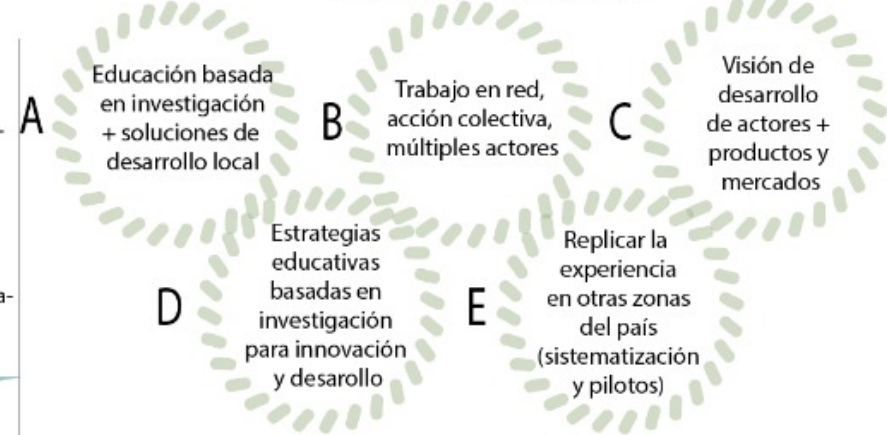 A
Educación basada
en investigación
+ soluciones de
desarrollo local
B
Trabajo en red,
acción colectiva,
múltiples actores
C
Visión de
desarrollo
de actores +
productos y
mercados
a-
D
Estrategias
educativas
basadas en
investigación
para innovación
y desarollo
E
Replicar la
experiencia
en otras zonas
del país
(sistematización
y pilotos)